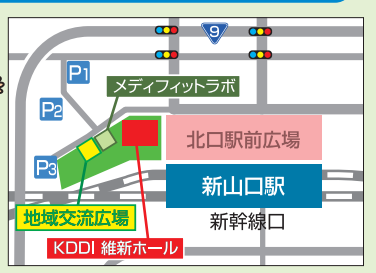 9
P1
メディフィットラボ
P2
北口駅前広場
P3
新山口駅
地域交流広場
新幹線口
KDDI 維新ホール